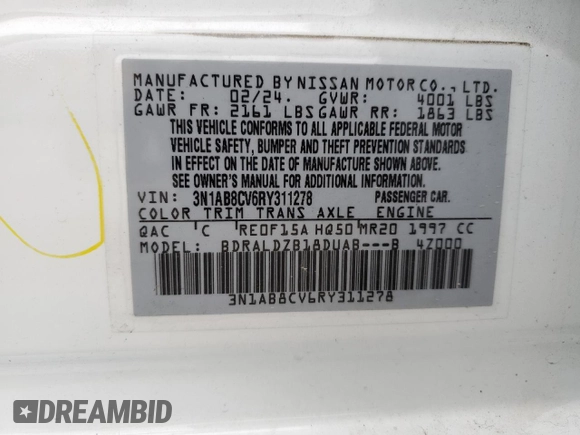 MANUFACTURED BY NISSAN MOTOR CO., LTD.
DATE: 02/24. GVWR: 4001 LBS
GAWR FR: 2161 LBS GAWR RR: 1863 LBS
THIS VEHICLE CONFORMS TO ALL APPLICABLE FEDERAL MOTOR
VEHICLE SAFETY, BUMPER AND THEFT PREVENTION STANDARDS
IN EFFECT ON THE DATE OF MANUFACTURE SHOWN ABOVE.
SEE OWNER'S MANUAL FOR ADDITIONAL INFORMATION.
VIN: 3N1AB8CV6RY311278 PASSENGER CAR.
COLOR TRIM TRANS AXLE ENGINE
QAC C RE0F15A HQ50 MR20 1997 CC
MODEL: BDRALDZB18DUAB---B 4Z000
3N1AB8CV6RY311278
DREAMBID